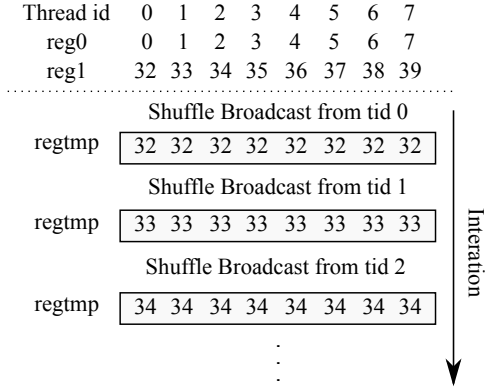 Thread id 0 1 2 3 4 5 6 7
reg0 0 1 2 3 4 5 6 7
reg1 32 33 34 35 36 37 38 39
Shuffle Broadcast from tid 0
regtmp 32 32 32 32 32 32 32 32
Shuffle Broadcast from tid 1
regtmp 33 33 33 33 33 33 33 33
Shuffle Broadcast from tid 2
regtmp 34 34 34 34 34 34 34 34
Interation